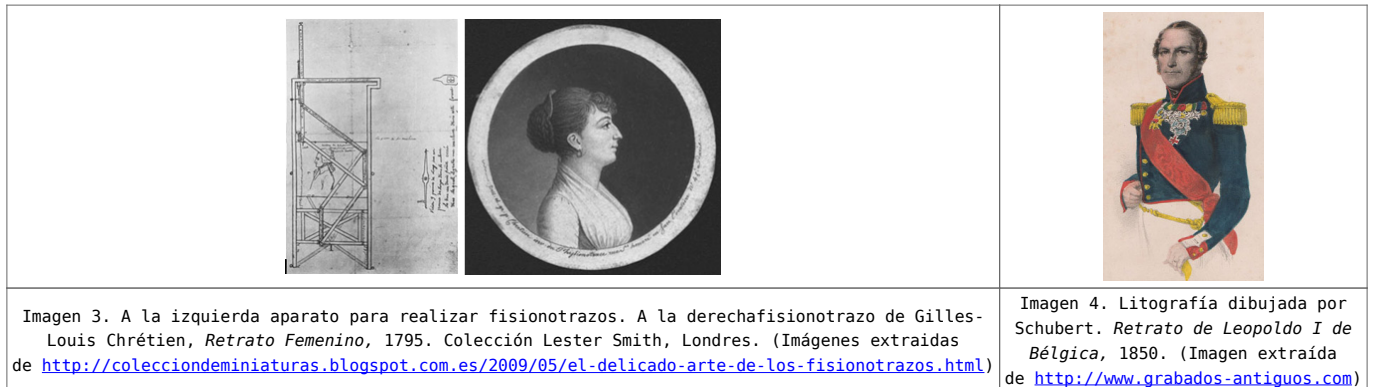 Imagen 3. A la izquierda aparato para realizar fisionotrazos. A la derechafisionotrazo de Gilles-
Louis Chrétien, Retrato Femenino, 1795. Colección Lester Smith, Londres. (Imágenes extraidas
de http://colecciondeminiaturas.blogspot.com.es/2009/05/el-delicado-arte-de-los-fisionotrazos.html)
Imagen 4. Litografía dibujada por
Schubert. Retrato de Leopoldo I de
Bélgica, 1850. (Imagen extraída
de http://www.grabados-antiguos.com)